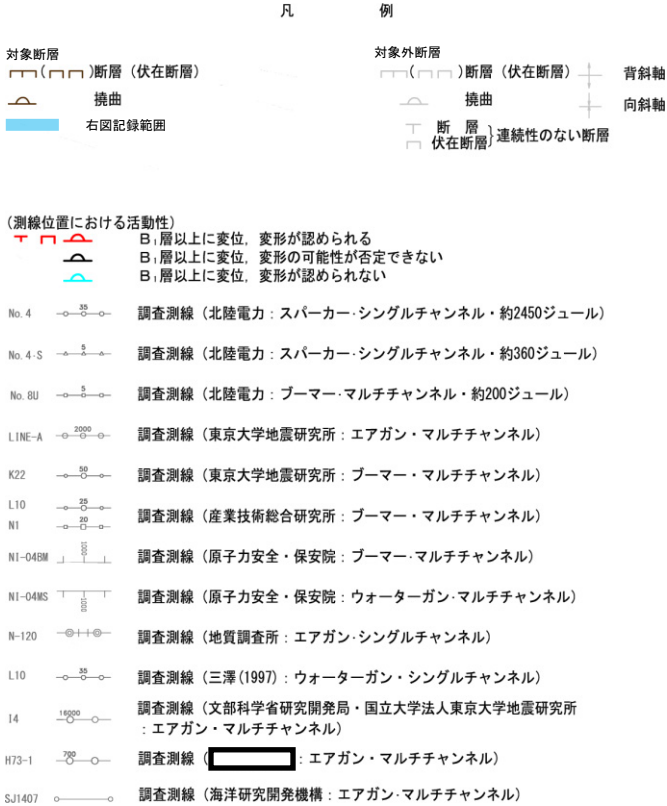 凡 例
対象断層
( )断層（伏在断層）
撓曲
右図記録範囲
対象外断層
( )断層（伏在断層）
撓曲
断 層
伏在断層
}連続性のない断層
背斜軸
向斜軸
(測線位置における活動性)
B₁層以上に変位，変形が認められる
B₁層以上に変位，変形の可能性が否定できない
B₁層以上に変位，変形が認められない
No. 4 35 調査測線（北陸電力：スパーカー・シングルチャンネル・約2450ジュール）
No. 4-S 5 調査測線（北陸電力：スパーカー・シングルチャンネル・約360ジュール）
No. 8U 5 調査測線（北陸電力：ブーマー・マルチチャンネル・約200ジュール）
LINE-A 2000 調査測線（東京大学地震研究所：エアガン・マルチチャンネル）
K22 50 調査測線（東京大学地震研究所：ブーマー・マルチチャンネル）
L10 25
N1 20
調査測線（産業技術総合研究所：ブーマー・マルチチャンネル）
NI-04BM 1000 調査測線（原子力安全・保安院：ブーマー・マルチチャンネル）
NI-04MS 1000 調査測線（原子力安全・保安院：ウォーターガン・マルチチャンネル）
N-120 調査測線（地質調査所：エアガン・シングルチャンネル）
L10 35 調査測線（三澤(1997)：ウォーターガン・シングルチャンネル）
I4 16000 調査測線（文部科学省研究開発局・国立大学法人東京大学地震研究所
：エアガン・マルチチャンネル）
H73-1 700 調査測線（ ：エアガン・マルチチャンネル）
SJ1407 調査測線（海洋研究開発機構：エアガン・マルチチャンネル）